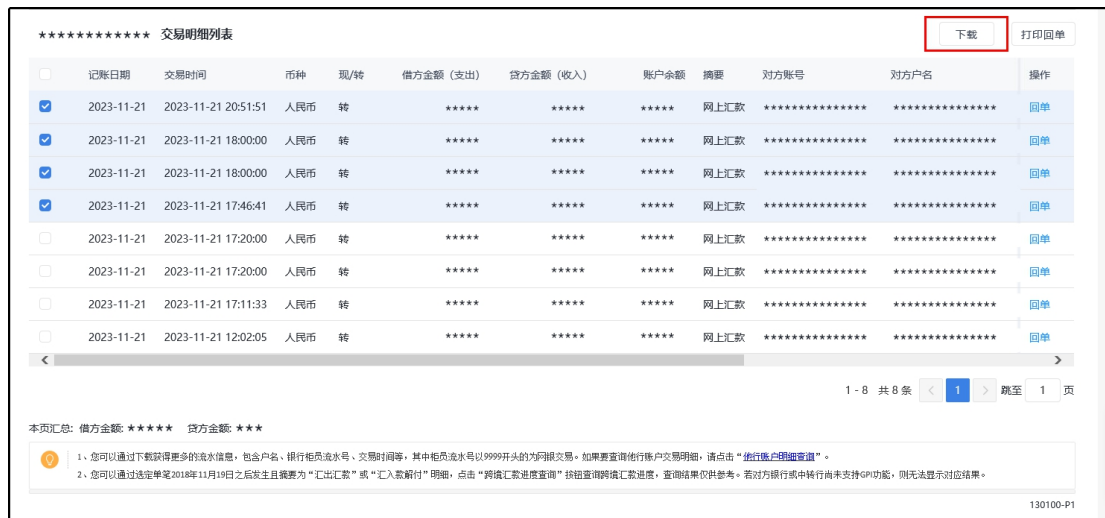 ************ 交易明细列表 下载 打印回单
记账日期 交易时间 币种 现/转 借方金额（支出） 贷方金额（收入） 账户余额 摘要 对方账号 对方户名 操作
2023-11-21 2023-11-21 20:51:51 人民币 转 ***** ***** ***** 网上汇款 *************** *************** 回单
2023-11-21 2023-11-21 18:00:00 人民币 转 ***** ***** ***** 网上汇款 *************** *************** 回单
2023-11-21 2023-11-21 18:00:00 人民币 转 ***** ***** ***** 网上汇款 *************** *************** 回单
2023-11-21 2023-11-21 17:46:41 人民币 转 ***** ***** ***** 网上汇款 *************** *************** 回单
2023-11-21 2023-11-21 17:20:00 人民币 转 ***** ***** ***** 网上汇款 *************** *************** 回单
2023-11-21 2023-11-21 17:20:00 人民币 转 ***** ***** ***** 网上汇款 *************** *************** 回单
2023-11-21 2023-11-21 17:11:33 人民币 转 ***** ***** ***** 网上汇款 *************** *************** 回单
2023-11-21 2023-11-21 12:02:05 人民币 转 ***** ***** ***** 网上汇款 *************** *************** 回单
1-8 共8条 < 1 > 跳至 1 页
本页汇总: 借方金额: ★★★★★ 贷方金额: ★★★
1、您可以通过下载获得更多的流水信息，包含户名、银行柜员流水号、交易时间等，其中柜员流水号以9999开头的为网银交易。如果要查询他行账户交易明细，请点击“他行账户明细查询”。
2、您可以通过选定单笔2018年11月19日之后发生且摘要为“汇出汇款”或“汇入款解付”明细，点击“跨境汇款进度查询”按钮查询跨境汇款进度，查询结果仅供参考。若对方银行或中转行尚未支持GPI功能，则无法显示对应结果。
130100-P1